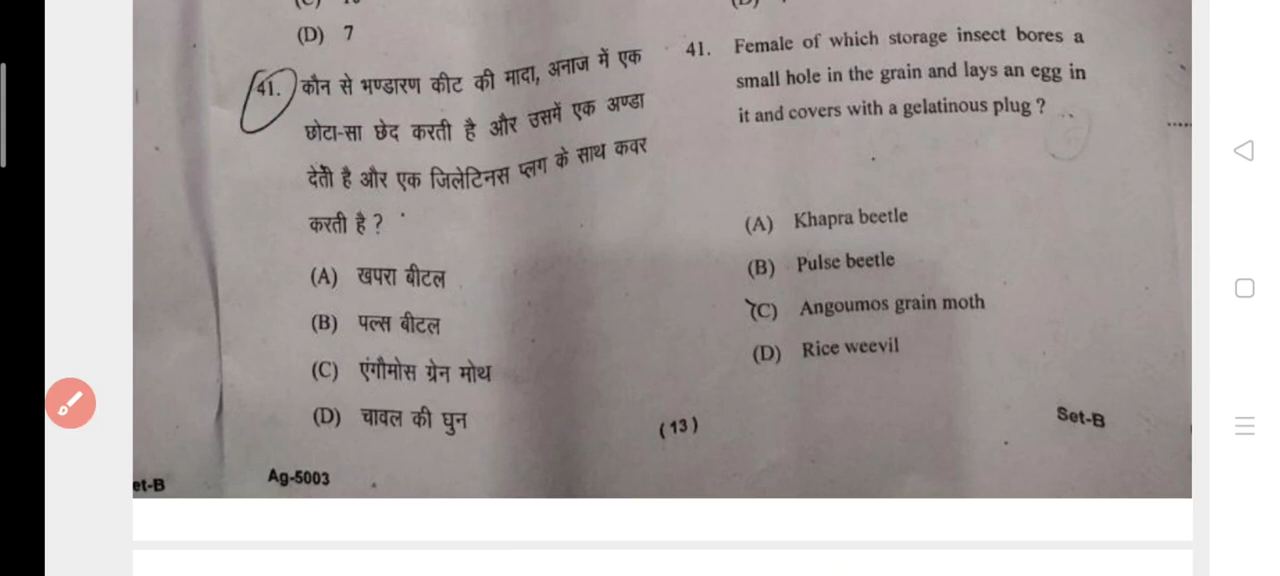 (D) 7
41. कौन से भण्डारण कीट की मादा, अनाज में एक
छोटा-सा छेद करती है और उसमें एक अण्डा
देती है और एक जिलेटिनस प्लग के साथ कवर
करती है ?
(A) खपरा बीटल
(B) पल्स बीटल
(C) एंगौमोस ग्रेन मोथ
(D) चावल की घुन
41. Female of which storage insect bores a
small hole in the grain and lays an egg in
it and covers with a gelatinous plug ?
(A) Khapra beetle
(B) Pulse beetle
(C) Angoumos grain moth
(D) Rice weevil
(13)
Set-B
et-B
Ag-5003